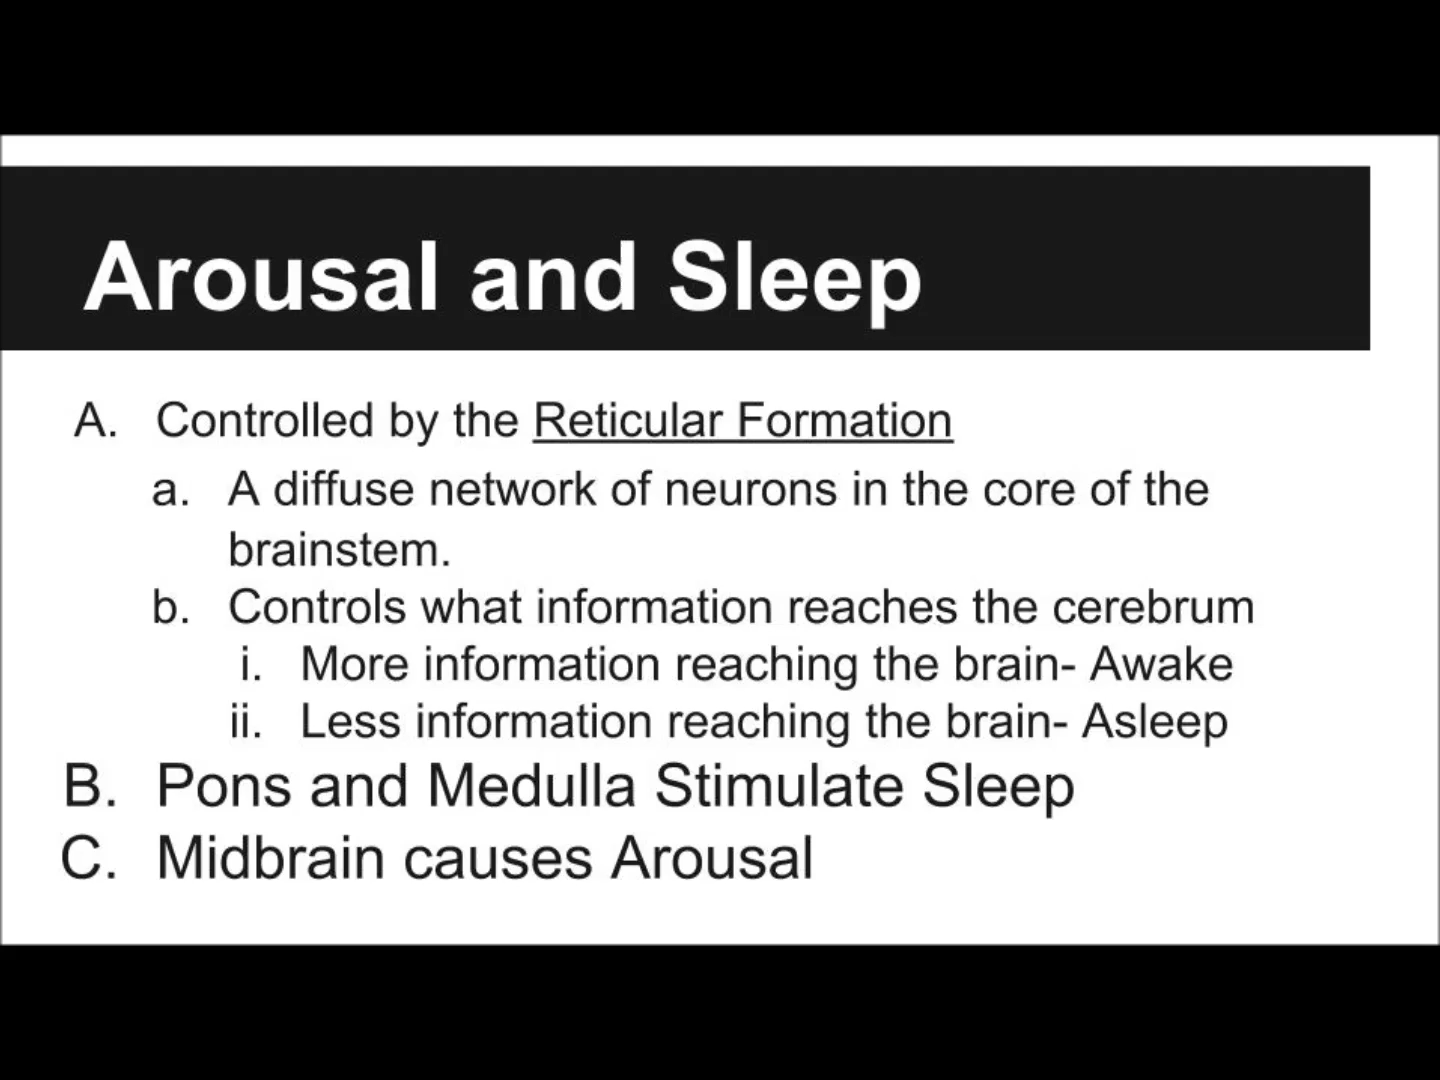 Arousal and Sleep
A. Controlled by the Reticular Formation
a. A diffuse network of neurons in the core of the
brainstem.
b. Controls what information reaches the cerebrum
i. More information reaching the brain- Awake
ii. Less information reaching the brain- Asleep
B. Pons and Medulla Stimulate Sleep
C. Midbrain causes Arousal